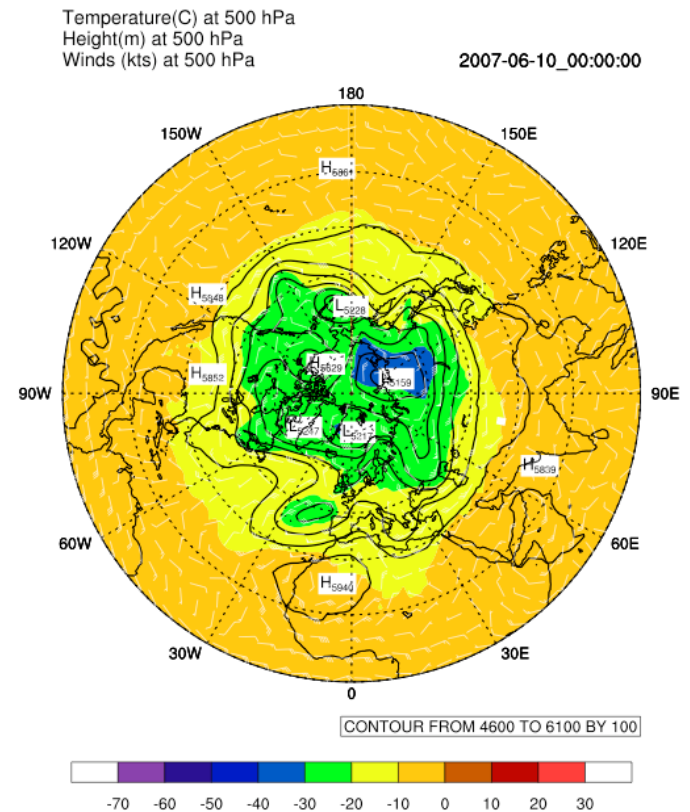 Temperature(C) at 500 hPa
Height(m) at 500 hPa
Winds (kts) at 500 hPa
2007-06-10_00:00:00
180
150W
150E
H5861
120W
120E
H5948
L5228
H5852
90W
90E
H5839
60W
60E
H5940
30W
30E
0
CONTOUR FROM 4600 TO 6100 BY 100
-70 -60 -50 -40 -30 -20 -10 0 10 20 30